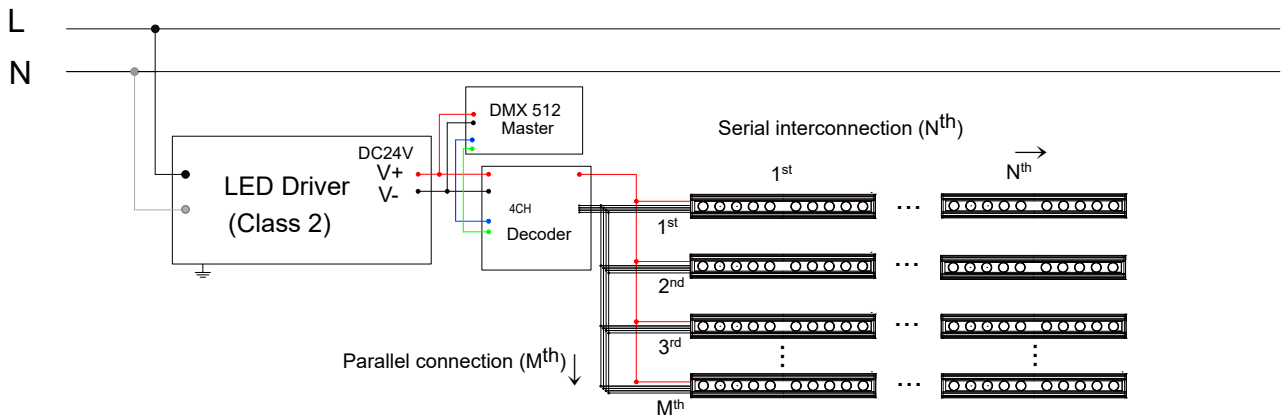 L
N
DMX 512
Master
Serial interconnection (Nth)
1st
Nth
DC24V
V+
V-
LED Driver
(Class 2)
4CH
Decoder
1st
2nd
3rd
Mth
Parallel connection (Mth)
...
...
...
...